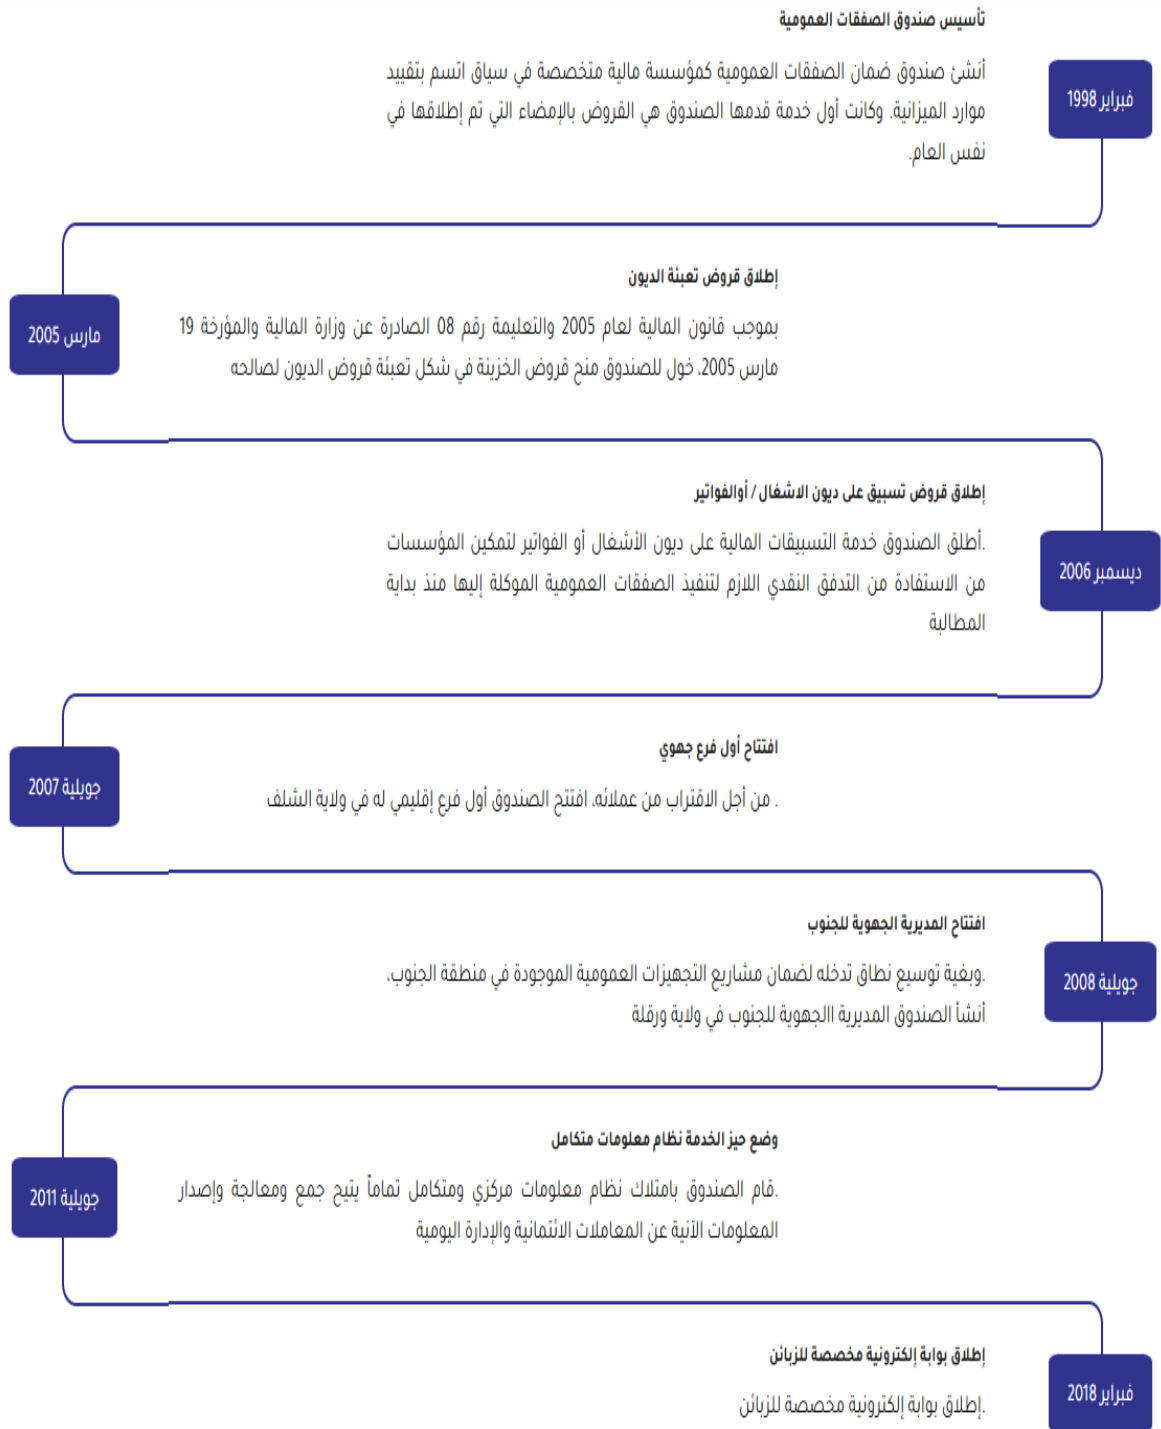 تأسيس صندوق الصفقات العمومية
فبراير 1998
أنشئ صندوق ضمان الصفقات العمومية كمؤسسة مالية متخصصة في سياق اتسم بتقييد
موارد الميزانية. وكانت أول خدمة قدمها الصندوق هي القروض بالإمضاء التي تم إطلاقها في
نفس العام.
إطلاق قروض تعبئة الديون
مارس 2005
بموجب قانون المالية لعام 2005 والتعليمة رقم 08 الصادرة عن وزارة المالية والمؤرخة 19
مارس 2005، خول للصندوق منح قروض الخزينة في شكل تعبئة قروض الديون لصالحه
إطلاق قروض تسبيق على ديون الاشغال / أوالفواتير
ديسمبر 2006
.أطلق الصندوق خدمة التسبيقات المالية على ديون الأشغال أو الفواتير لتمكين المؤسسات
من الاستفادة من التدفق النقدي اللازم لتنفيذ الصفقات العمومية الموكلة إليها منذ بداية
المطالبة
افتتاح أول فرع جهوي
جويلية 2007
. من أجل الاقتراب من عملائه، افتتح الصندوق أول فرع إقليمي له في ولاية الشلف
افتتاح المديرية الجهوية للجنوب
جويلية 2008
.وبغية توسيع نطاق تدخله لضمان مشاريع التجهيزات العمومية الموجودة في منطقة الجنوب،
أنشأ الصندوق المديرية االجهوية للجنوب في ولاية ورقلة
وضع حيز الخدمة نظام معلومات متكامل
جويلية 2011
.قام الصندوق بامتلاك نظام معلومات مركزي ومتكامل تماماً يتيح جمع ومعالجة وإصدار
المعلومات الآنية عن المعاملات الائتمانية والإدارة اليومية
إطلاق بوابة إلكترونية مخصصة للزبائن
فبراير 2018
.إطلاق بوابة إلكترونية مخصصة للزبائن